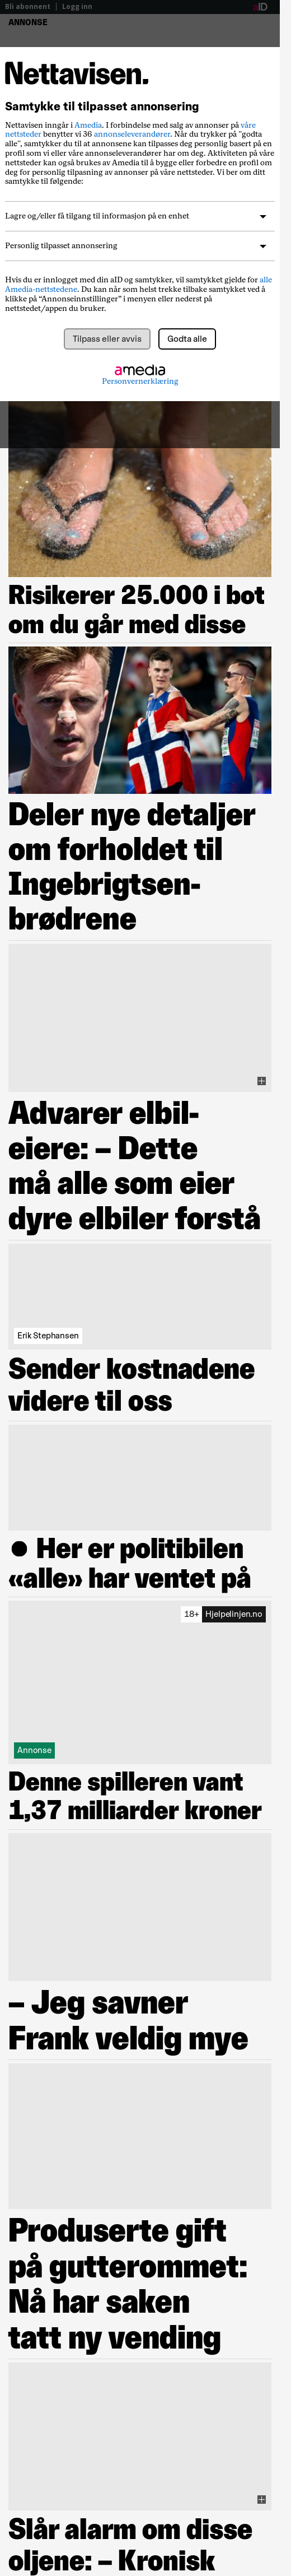 Bli abonnent | Logg inn
aID
ANNONSE
Nettavisen.
Samtykke til tilpasset annonsering
Nettavisen inngår i Amedia. I forbindelse med salg av annonser på våre
nettsteder benytter vi 36 annonseleverandører. Når du trykker på "godta
alle", samtykker du til at annonsene kan tilpasses deg personlig basert på en
profil som vi eller våre annonseleverandører har om deg. Aktiviteten på våre
nettsteder kan også brukes av Amedia til å bygge eller forbedre en profil om
deg for personlig tilpasning av annonser på våre nettsteder. Vi ber om ditt
samtykke til følgende:
Lagre og/eller få tilgang til informasjon på en enhet
Personlig tilpasset annonsering
Hvis du er innlogget med din aID og samtykker, vil samtykket gjelde for alle
Amedia-nettstedene. Du kan når som helst trekke tilbake samtykket ved å
klikke på “Annonseinnstillinger” i menyen eller nederst på
nettstedet/appen du bruker.
Tilpass eller avvis
Godta alle
amedia
Personvernerklæring
Risikerer 25.000 i bot
om du går med disse
Deler nye detaljer
om forholdet til
Ingebrigtsen-
brødrene
Advarer elbil-
eiere: – Dette
må alle som eier
dyre elbiler forstå
Erik Stephansen
Sender kostnadene
videre til oss
● Her er politibilen
«alle» har ventet på
18+ Hjelpelinjen.no
Annonse
Denne spilleren vant
1,37 milliarder kroner
– Jeg savner
Frank veldig mye
Produserte gift
på gutterommet:
Nå har saken
tatt ny vending
Slår alarm om disse
oljene: – Kronisk